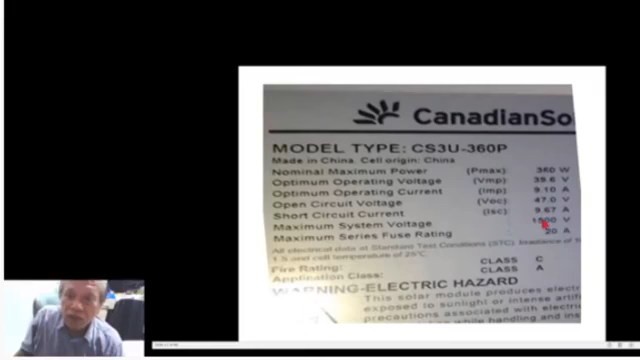 CanadianSo
MODEL TYPE: CS3U-360P
Made in China. Cell origin: China
Nominal Maximum Power (Pmax) 360 W
Optimum Operating Voltage (Vmp) 39.6 V
Optimum Operating Current (Imp) 9.10 A
Open Circuit Voltage (Voc) 47.0 V
Short Circuit Current (Isc) 9.67 A
Maximum System Voltage 1500 V
Maximum Series Fuse Rating 20 A
All electrical data at Standard Test Conditions (STC). Irradiance of
1.5 and cell temperature of 25°C
Fire Rating: CLASS C
Application Class: CLASS A
WARNING-ELECTRIC HAZARD
This solar module produces electr
exposed to sunlight or intense artifi
precautions associated with electri
while handling and ins